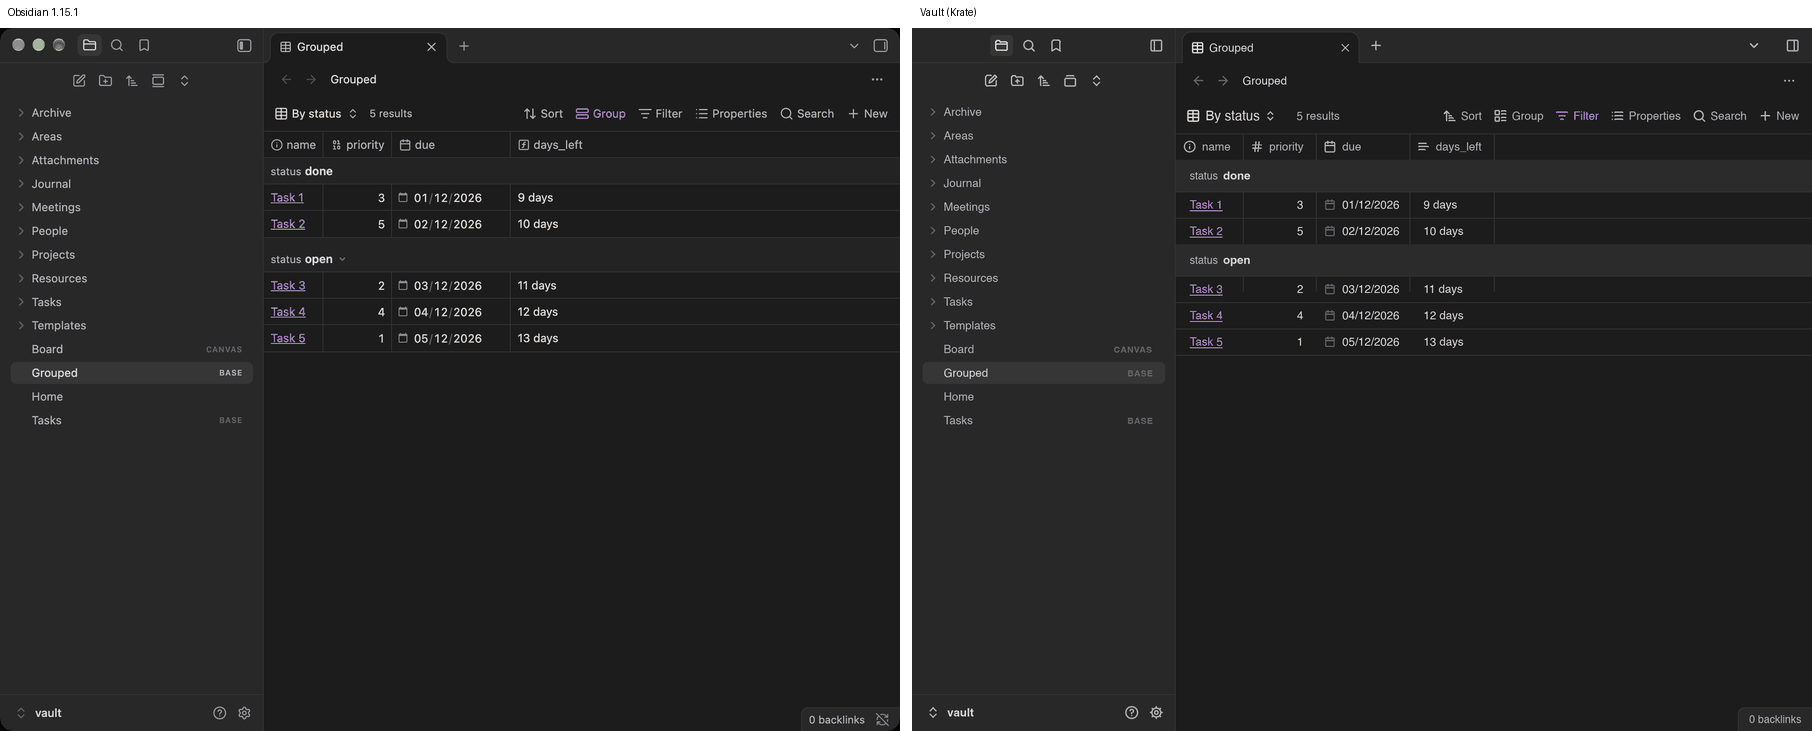 Obsidian 1.15.1
Grouped
Grouped
By status 5 results Sort Group Filter Properties Search New
name priority due days_left
status done
Task 1 3 01/12/2026 9 days
Task 2 5 02/12/2026 10 days
status open
Task 3 2 03/12/2026 11 days
Task 4 4 04/12/2026 12 days
Task 5 1 05/12/2026 13 days
Archive
Areas
Attachments
Journal
Meetings
People
Projects
Resources
Tasks
Templates
Board CANVAS
Grouped BASE
Home
Tasks BASE
vault
0 backlinks
Vault (Krate)
Grouped
Grouped
By status 5 results Sort Group Filter Properties Search New
name priority due days_left
status done
Task 1 3 01/12/2026 9 days
Task 2 5 02/12/2026 10 days
status open
Task 3 2 03/12/2026 11 days
Task 4 4 04/12/2026 12 days
Task 5 1 05/12/2026 13 days
Archive
Areas
Attachments
Journal
Meetings
People
Projects
Resources
Tasks
Templates
Board CANVAS
Grouped BASE
Home
Tasks BASE
vault
0 backlinks